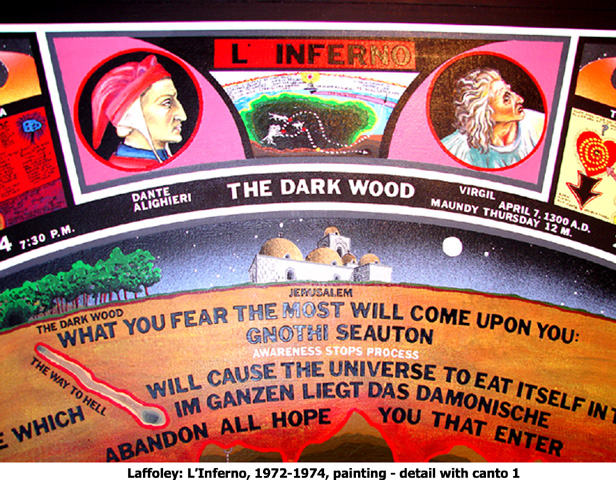 L' INFERNO
DANTE
ALIGHIERI
THE DARK WOOD
VIRGIL APRIL 7, 1300 A.D.
MAUNDY THURSDAY 12 M.
4 7:30 P.M.
JERUSALEM
THE DARK WOOD
WHAT YOU FEAR THE MOST WILL COME UPON YOU:
GNOTHI SEAUTON
AWARENESS STOPS PROCESS
THE WAY TO HELL
WILL CAUSE THE UNIVERSE TO EAT ITSELF IN
E WHICH
IM GANZEN LIEGT DAS DAMONISCHE
ABANDON ALL HOPE YOU THAT ENTER
Laffoley: L'Inferno, 1972-1974, painting - detail with canto 1